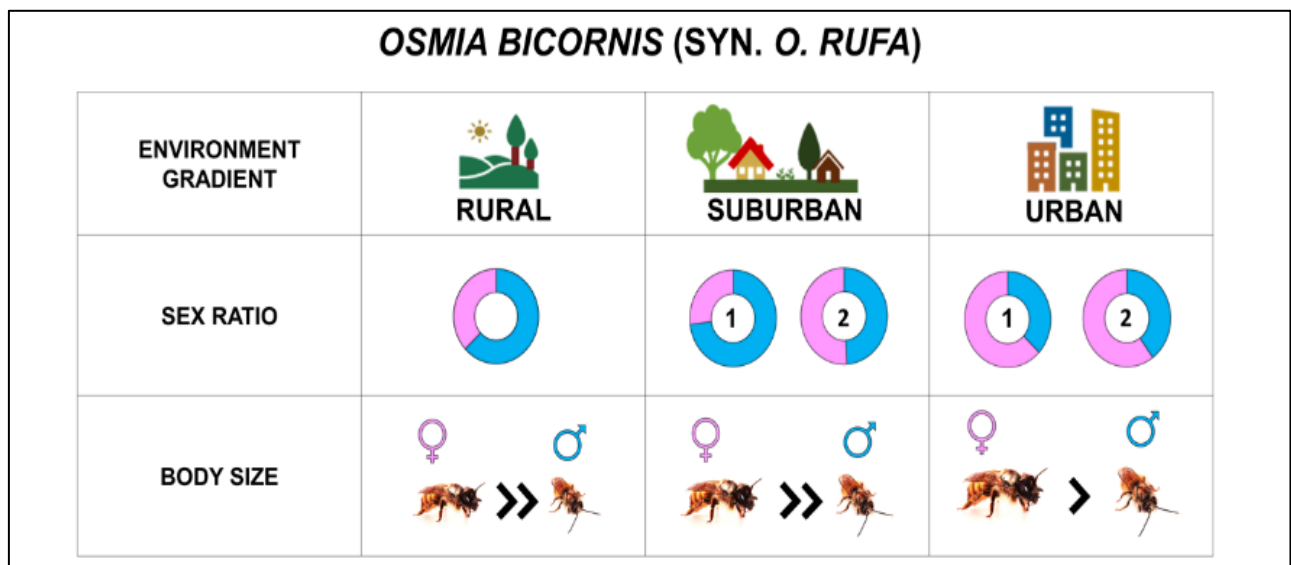 OSMIA BICORNIS (SYN. O. RUFA)
ENVIRONMENT
GRADIENT
RURAL
SUBURBAN
URBAN
SEX RATIO
1
2
1
2
BODY SIZE
♀
♂
♀
♂
♀
♂
>>
>>
>